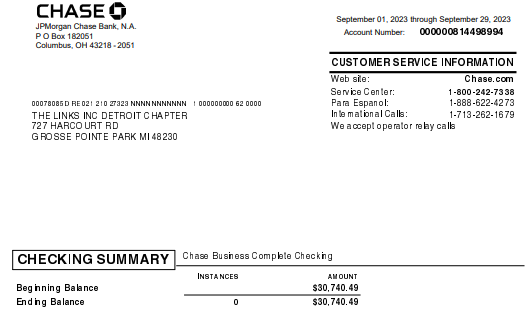 CHASE
JPMorgan Chase Bank, N.A.
P O Box 182051
Columbus, OH 43218 - 2051
September 01, 2023 through September 29, 2023
Account Number: 000000814498994
CUSTOMER SERVICE INFORMATION
Web site: Chase.com
Service Center: 1-800-242-7338
Para Espanol: 1-888-622-4273
International Calls: 1-713-262-1679
We accept operator relay calls
00078085 D RE 021 210 27323 NNNNNNNNNNN 1 000000000 62 0000
THE LINKS INC DETROIT CHAPTER
727 HARCOURT RD
GROSSE POINTE PARK MI 48230
CHECKING SUMMARY Chase Business Complete Checking
INSTANCES AMOUNT
Beginning Balance $30,740.49
Ending Balance 0 $30,740.49